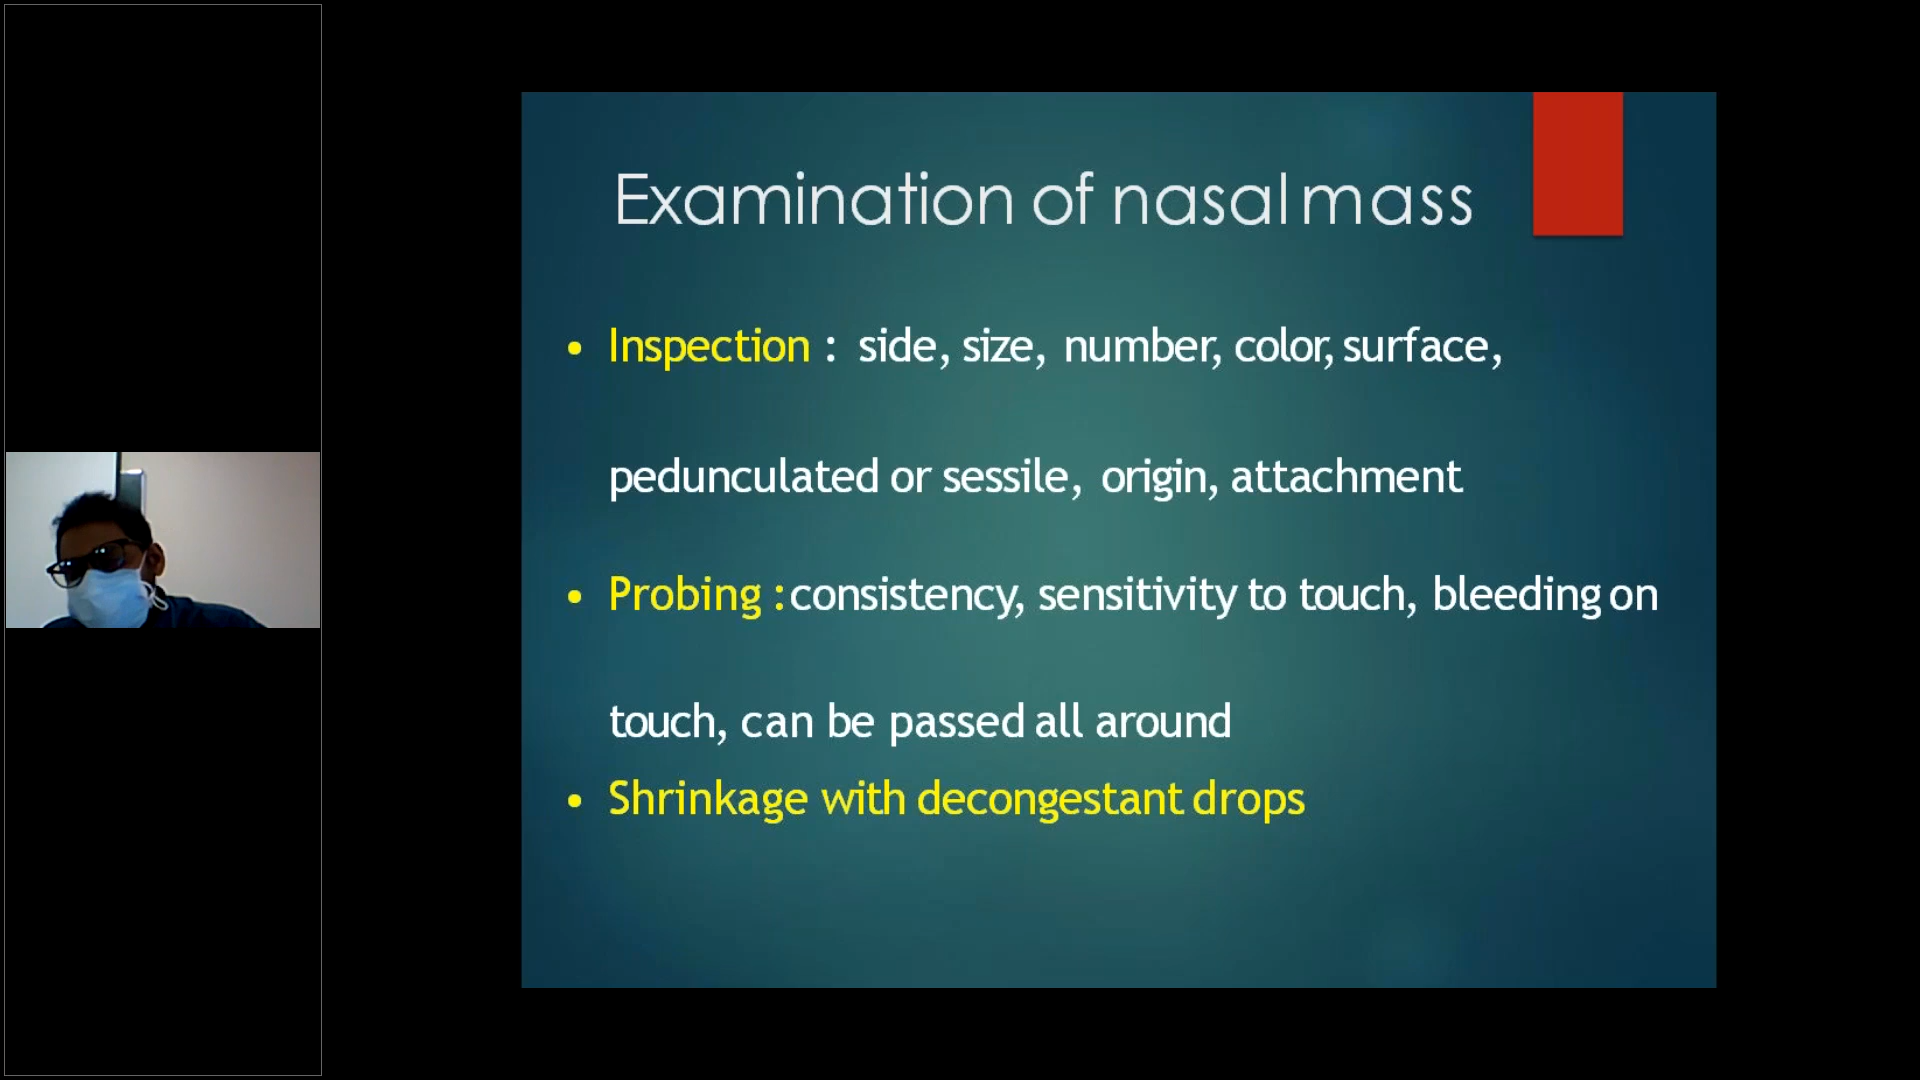 Examination of nasal mass
• Inspection : side, size, number, color, surface,
pedunculated or sessile, origin, attachment
• Probing : consistency, sensitivity to touch, bleeding on
touch, can be passed all around
• Shrinkage with decongestant drops